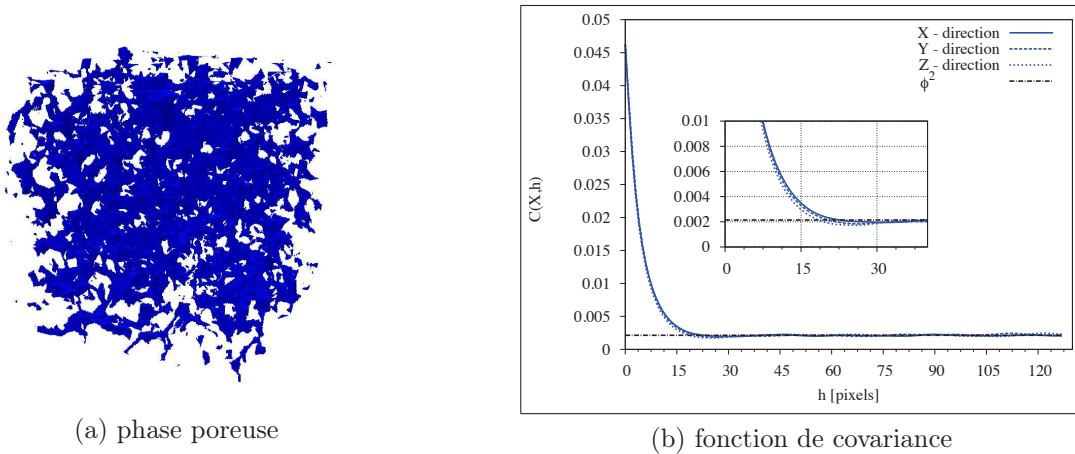 0.05
0.045
0.04
0.035
0.03
0.025
0.02
0.015
0.01
0.005
0
C(X,h)
X - direction
Y - direction
Z - direction
ϕ²
0.01
0.008
0.006
0.004
0.002
0
0 15 30
0 15 30 45 60 75 90 105 120
h [pixels]
(a) phase poreuse
(b) fonction de covariance